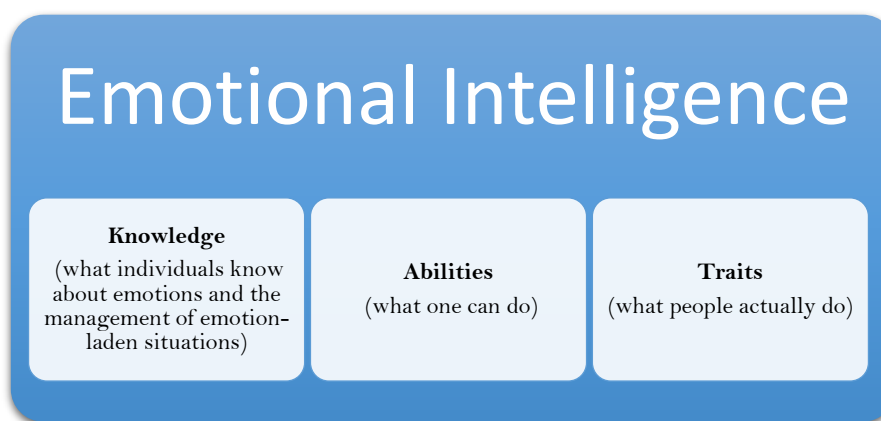 Emotional Intelligence
Knowledge
(what individuals know
about emotions and the
management of emotion-
laden situations)
Abilities
(what one can do)
Traits
(what people actually do)